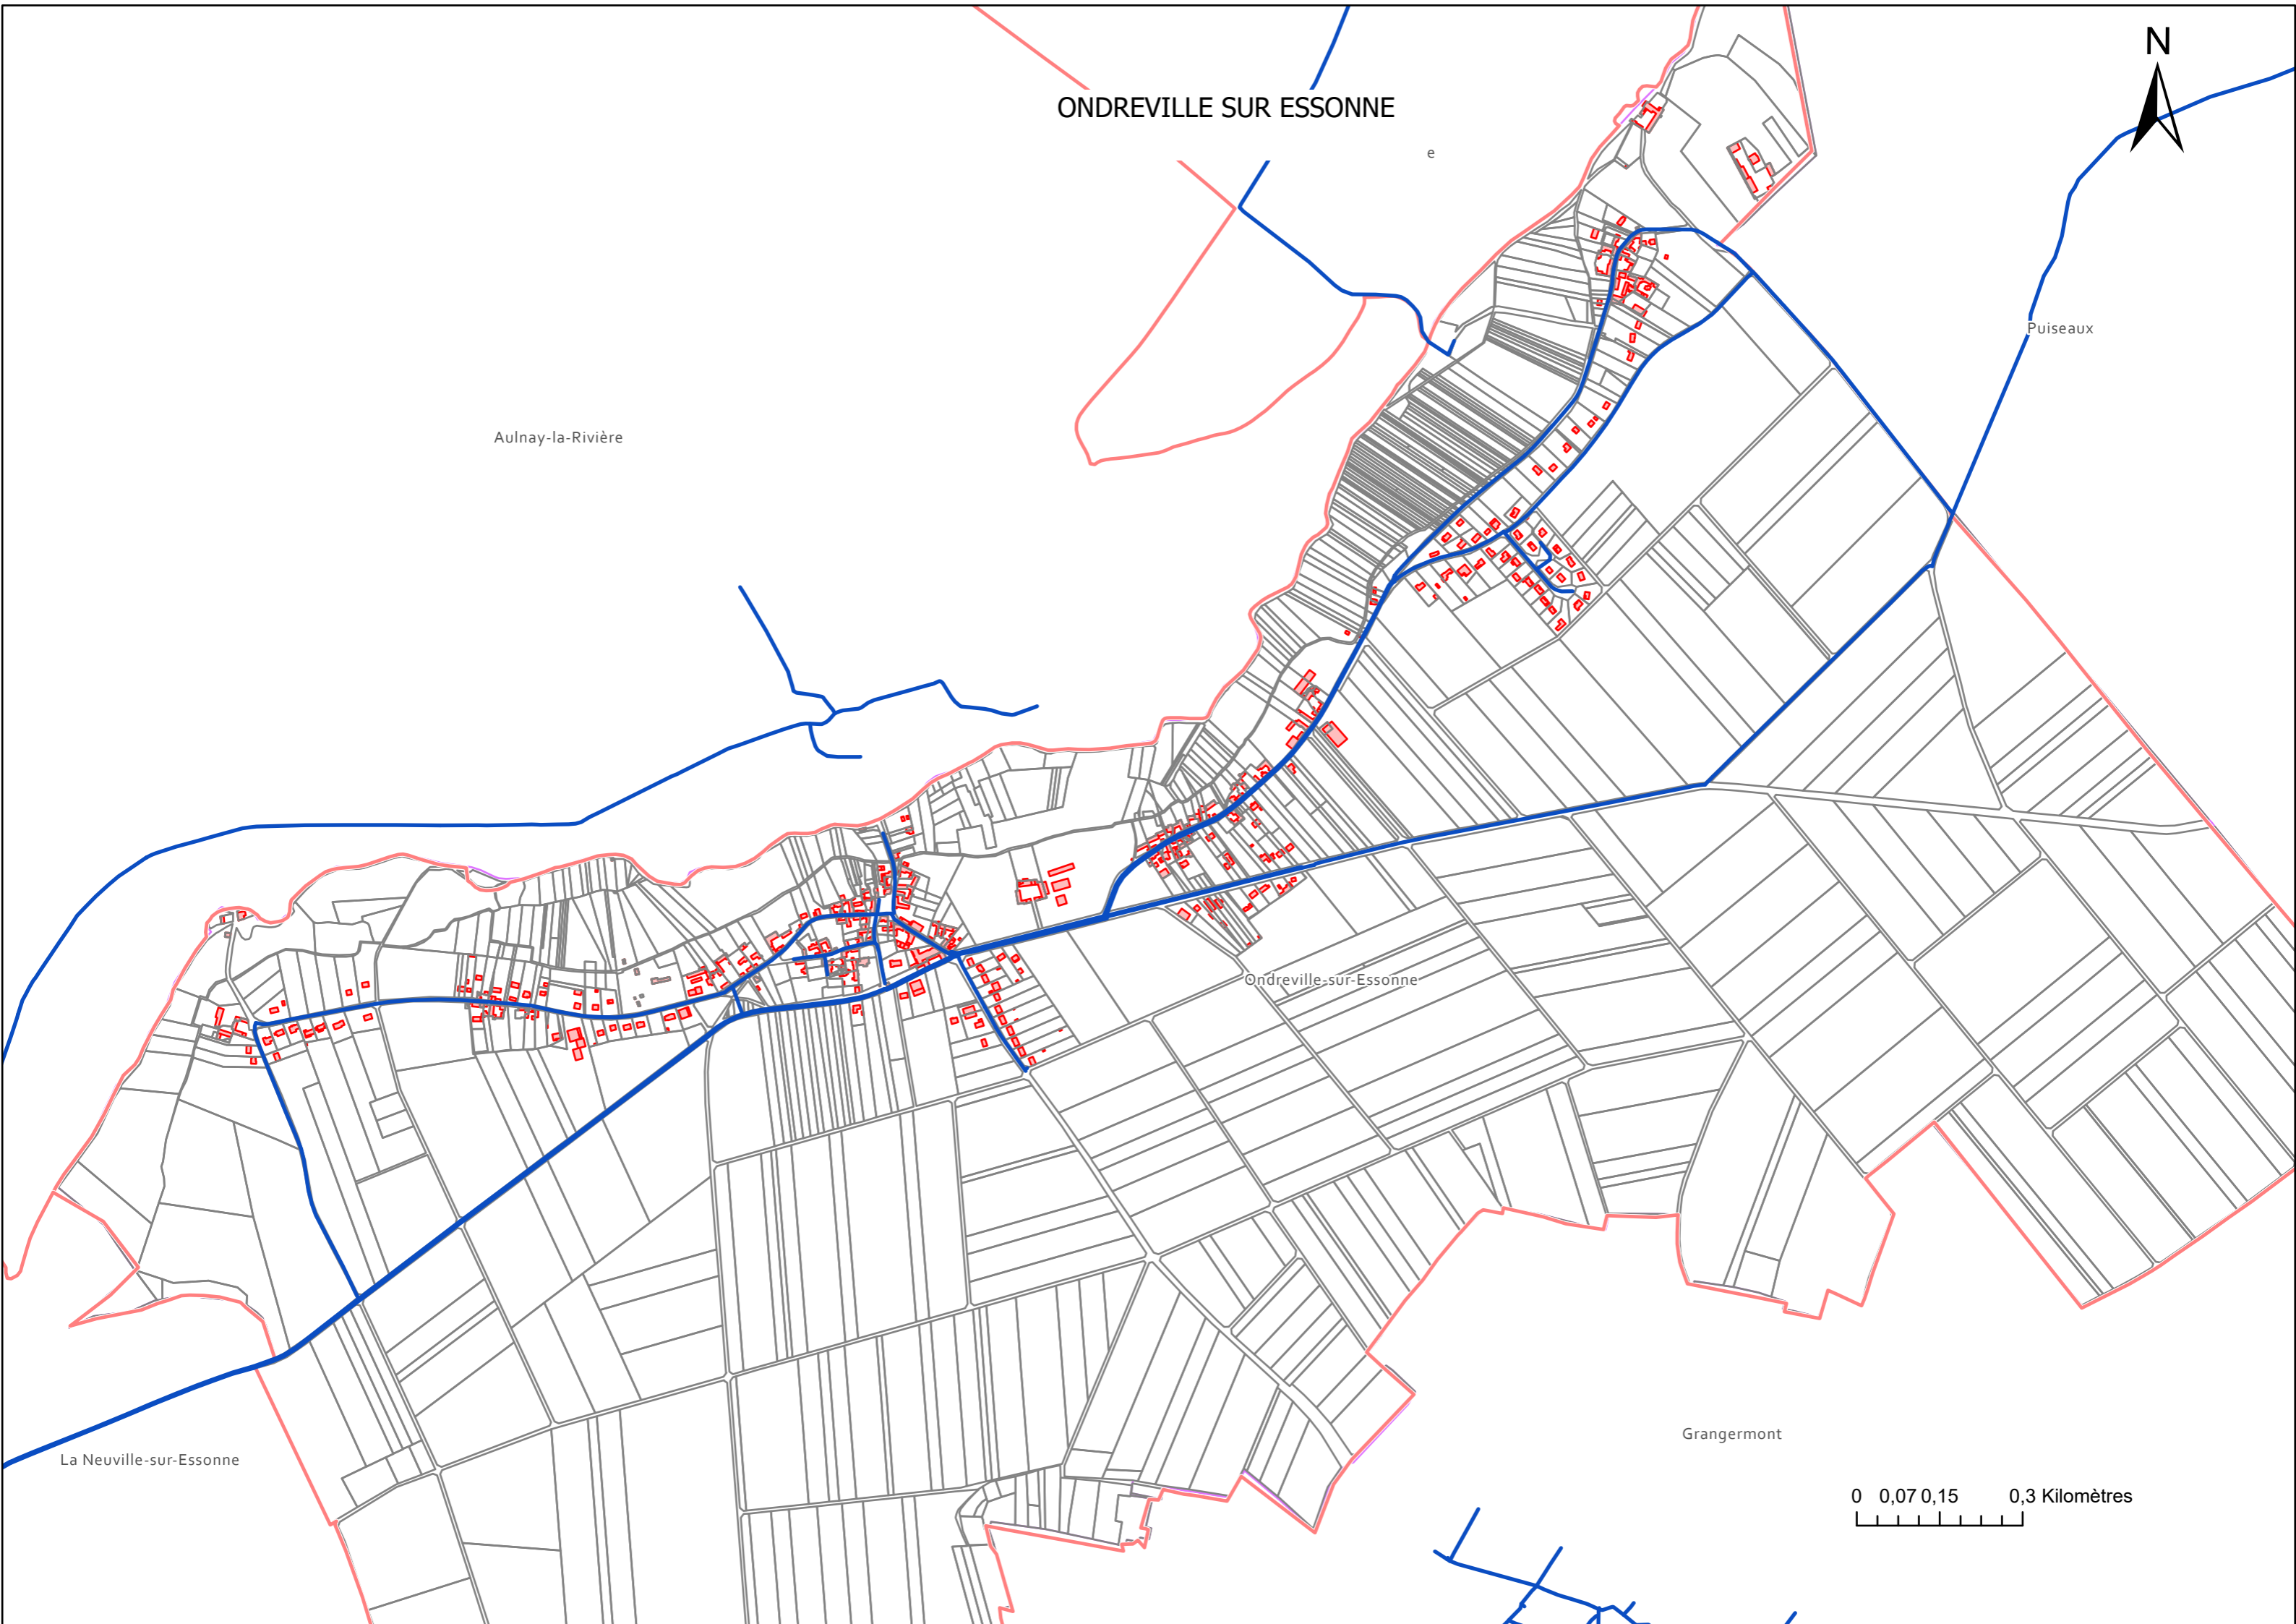 ONDREVILLE SUR ESSONNE
N
e
Puiseaux
Aulnay-la-Rivière
Ondreville-sur-Essonne
La Neuville-sur-Essonne
Grangermont
0 0,07 0,15 0,3 Kilomètres